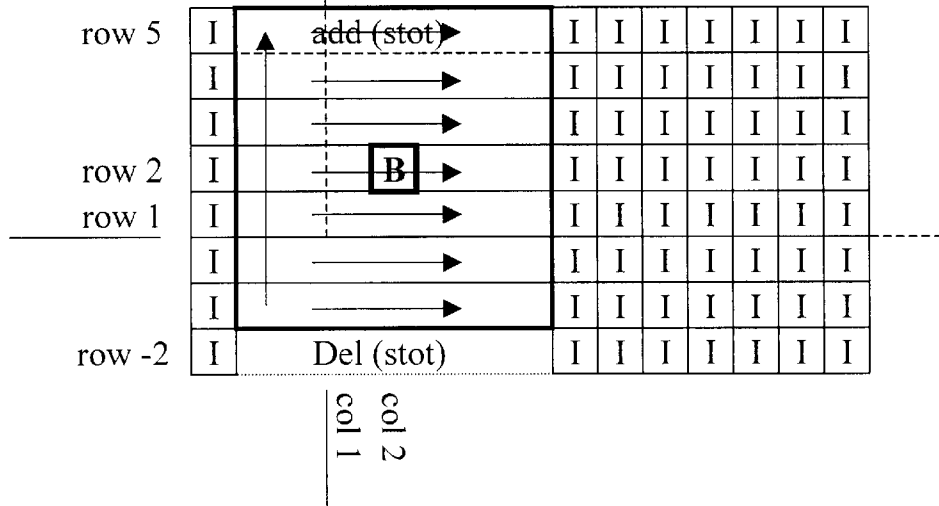 row 5 I add (stot) I I I I I I I
I I I I I I I I
I I I I I I I I
row 2 I B I I I I I I I
row 1 I I I I I I I I
I I I I I I I I
I I I I I I I I
row -2 I Del (stot) I I I I I I I
col 1
col 2